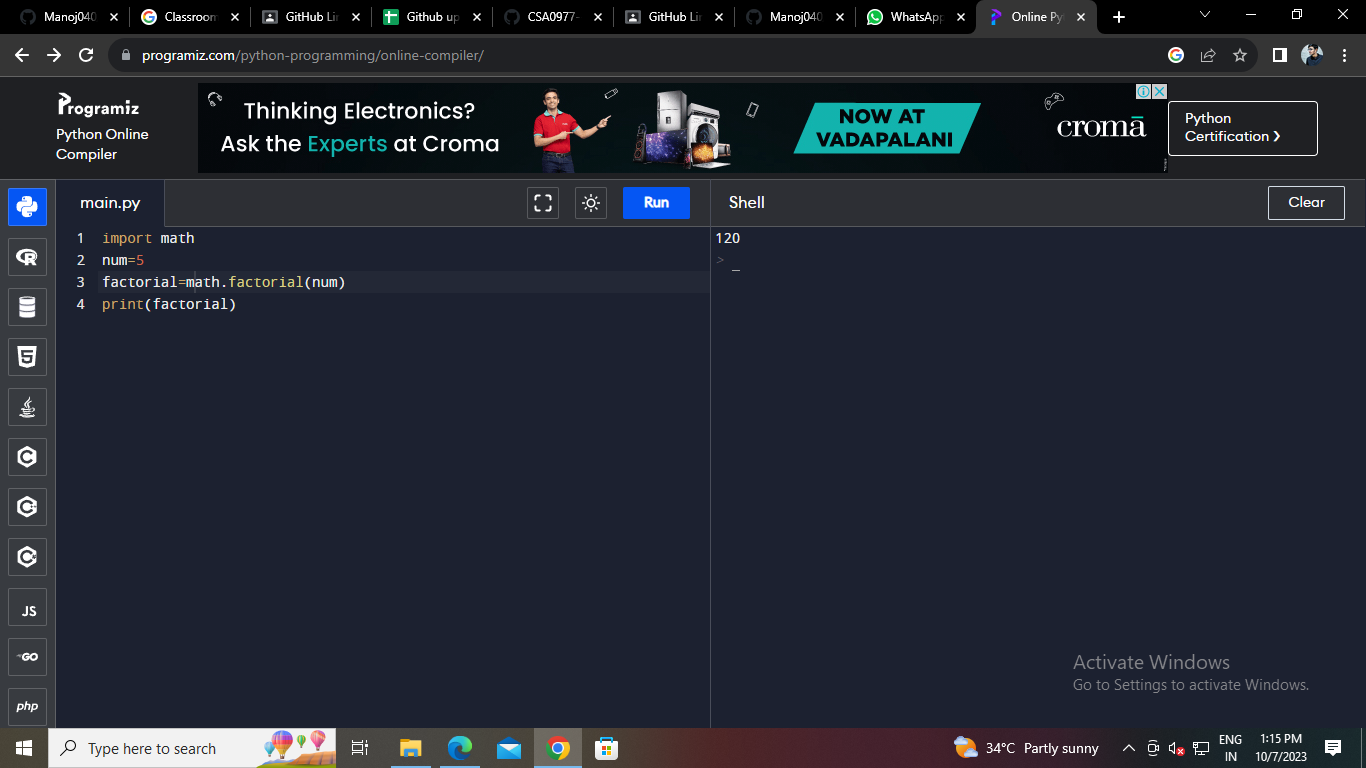 Manoj040
Classroom
GitHub Lin
Github up
CSA0977-
GitHub Lin
Manoj040
WhatsApp
Online Py
programiz.com/python-programming/online-compiler/
Programiz
Python Online
Compiler
Thinking Electronics?
Ask the Experts at Croma
NOW AT
VADAPALANI
cromā
Python
Certification >
main.py
Run
Shell
Clear
1 import math
2 num=5
3 factorial=math.factorial(num)
4 print(factorial)
120
>
JS
GO
php
Activate Windows
Go to Settings to activate Windows.
Type here to search
34°C Partly sunny
ENG
IN
1:15 PM
10/7/2023